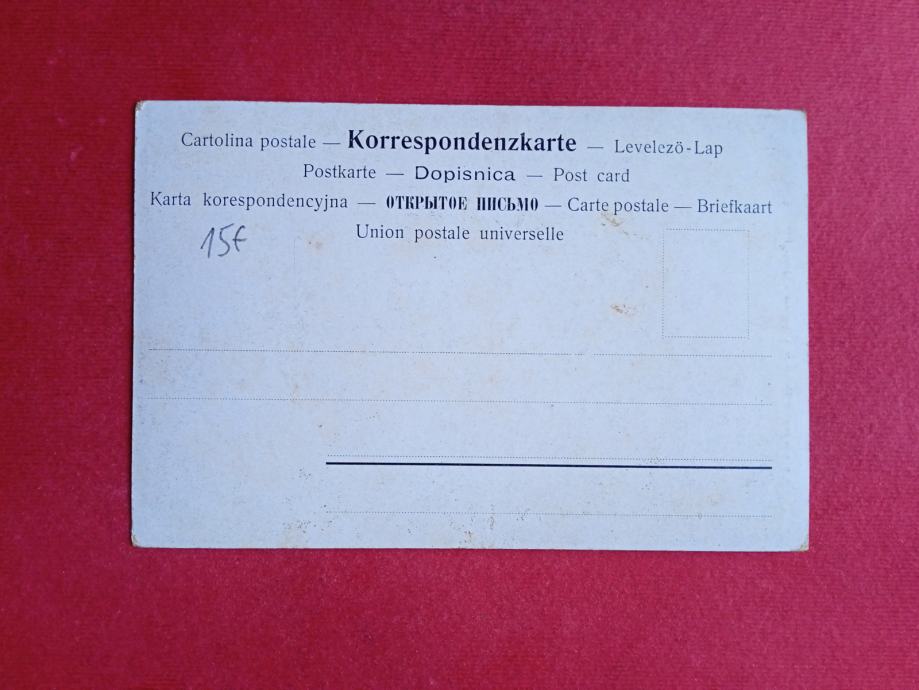 Cartolina postale — Korrespondenzkarte — Levelezö-Lap
Postkarte — Dopisnica — Post card
Karta korespondencyjna — ОТКРЫТОЕ ПИСЬМО — Carte postale — Briefkaart
Union postale universelle
15€